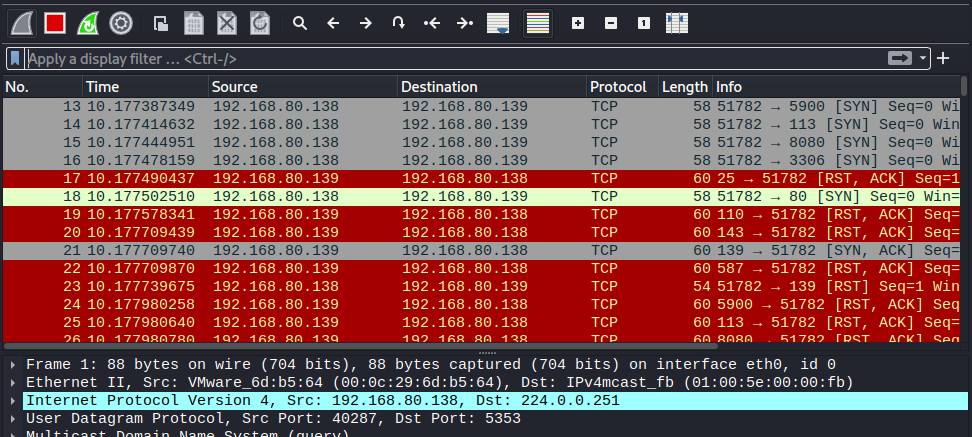 Apply a display filter ... <Ctrl-/>
No. Time Source Destination Protocol Length Info
13 10.177387349 192.168.80.138 192.168.80.139 TCP 58 51782 → 5900 [SYN] Seq=0 Wi
14 10.177414632 192.168.80.138 192.168.80.139 TCP 58 51782 → 113 [SYN] Seq=0 Win
15 10.177444951 192.168.80.138 192.168.80.139 TCP 58 51782 → 8080 [SYN] Seq=0 Wi
16 10.177478159 192.168.80.138 192.168.80.139 TCP 58 51782 → 3306 [SYN] Seq=0 Wi
17 10.177490437 192.168.80.139 192.168.80.138 TCP 60 25 → 51782 [RST, ACK] Seq=1
18 10.177502510 192.168.80.138 192.168.80.139 TCP 58 51782 → 80 [SYN] Seq=0 Win=
19 10.177578341 192.168.80.139 192.168.80.138 TCP 60 110 → 51782 [RST, ACK] Seq=
20 10.177709439 192.168.80.139 192.168.80.138 TCP 60 143 → 51782 [RST, ACK] Seq=
21 10.177709740 192.168.80.139 192.168.80.138 TCP 60 139 → 51782 [SYN, ACK] Seq=
22 10.177709870 192.168.80.139 192.168.80.138 TCP 60 587 → 51782 [RST, ACK] Seq=
23 10.177739675 192.168.80.138 192.168.80.139 TCP 54 51782 → 139 [RST] Seq=1 Win
24 10.177980258 192.168.80.139 192.168.80.138 TCP 60 5900 → 51782 [RST, ACK] Seq
25 10.177980640 192.168.80.139 192.168.80.138 TCP 60 113 → 51782 [RST, ACK] Seq=
26 10.177980780 192.168.80.139 192.168.80.138 TCP 60 8080 → 51782 [RST, ACK] Seq
Frame 1: 88 bytes on wire (704 bits), 88 bytes captured (704 bits) on interface eth0, id 0
Ethernet II, Src: VMware_6d:b5:64 (00:0c:29:6d:b5:64), Dst: IPv4mcast_fb (01:00:5e:00:00:fb)
Internet Protocol Version 4, Src: 192.168.80.138, Dst: 224.0.0.251
User Datagram Protocol, Src Port: 40287, Dst Port: 5353
Multicast Domain Name System (query)